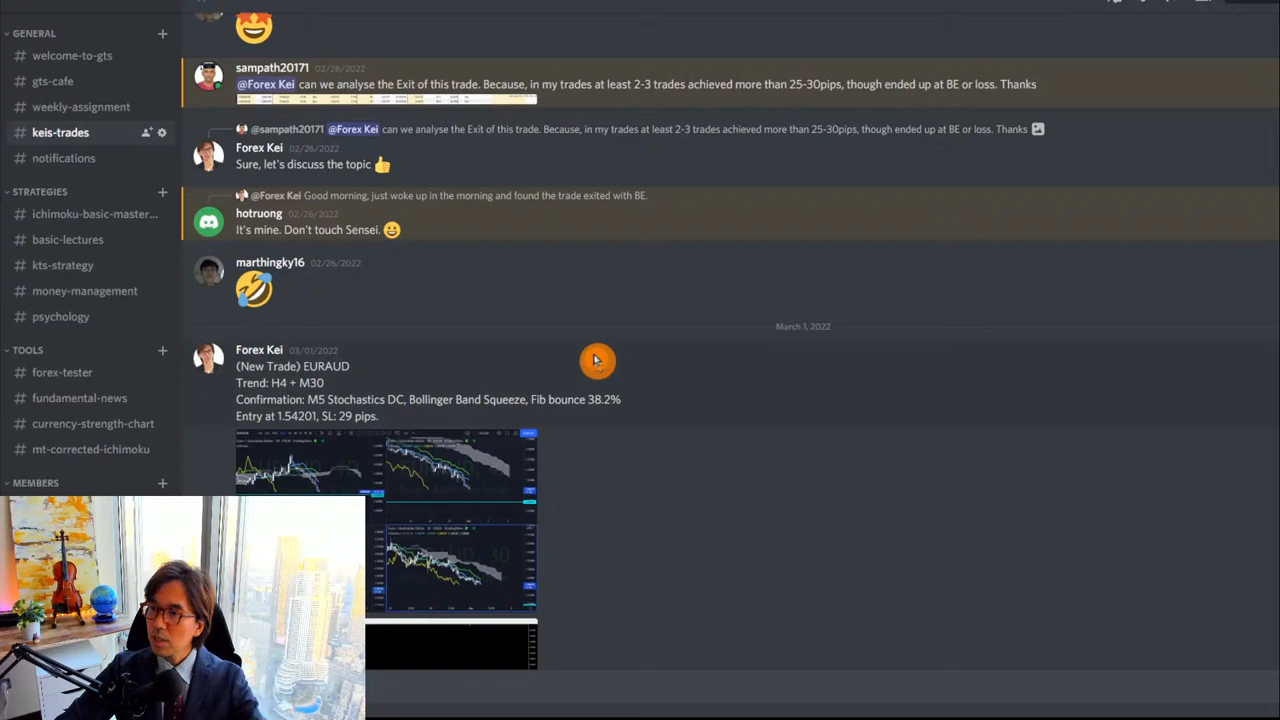 GENERAL
# welcome-to-gts
# gts-cafe
# weekly-assignment
# keis-trades
# notifications
STRATEGIES
# ichimoku-basic-master...
# basic-lectures
# kts-strategy
# money-management
# psychology
TOOLS
# forex-tester
# fundamental-news
# currency-strength-chart
# mt-corrected-ichimoku
MEMBERS
sampath20171 02/26/2022
@Forex Kei can we analyse the Exit of this trade. Because, in my trades at least 2-3 trades achieved more than 25-30pips, though ended up at BE or loss. Thanks
@sampath20171 @Forex Kei can we analyse the Exit of this trade. Because, in my trades at least 2-3 trades achieved more than 25-30pips, though ended up at BE or loss. Thanks
Forex Kei 02/26/2022
Sure, let's discuss the topic
@Forex Kei Good morning, just woke up in the morning and found the trade exited with BE.
hotruong 02/26/2022
It's mine. Don't touch Sensei.
marthingky16 02/26/2022
March 1, 2022
Forex Kei 03/01/2022
(New Trade) EURAUD
Trend: H4 + M30
Confirmation: M5 Stochastics DC, Bollinger Band Squeeze, Fib bounce 38.2%
Entry at 1.54201, SL: 29 pips.